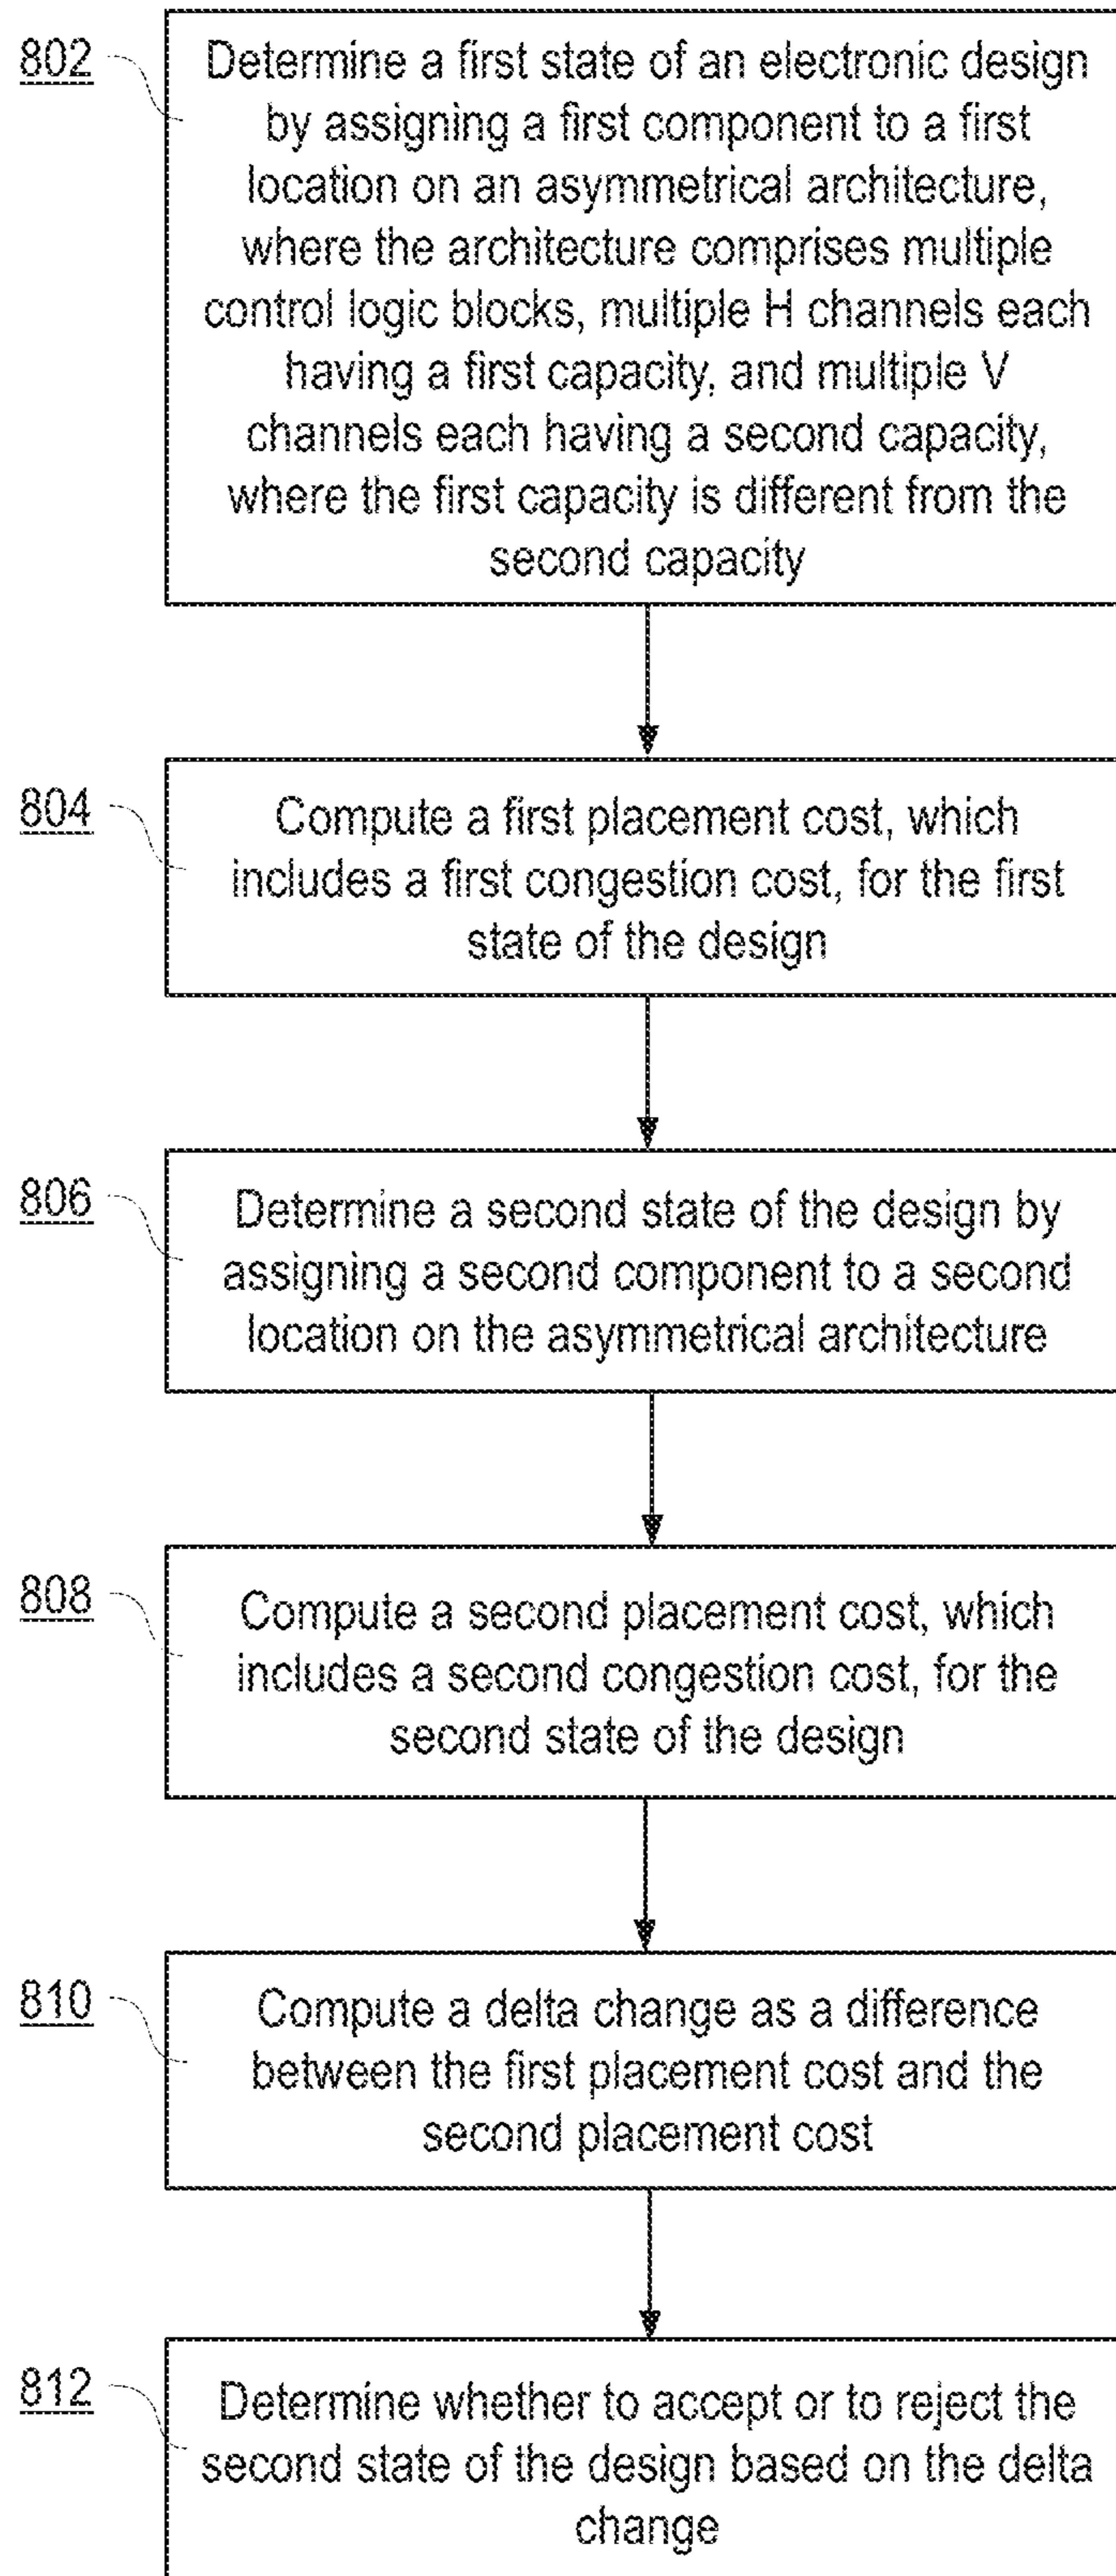 802
Determine a first state of an electronic design
by assigning a first component to a first
location on an asymmetrical architecture,
where the architecture comprises multiple
control logic blocks, multiple H channels each
having a first capacity, and multiple V
channels each having a second capacity,
where the first capacity is different from the
second capacity
804
Compute a first placement cost, which
includes a first congestion cost, for the first
state of the design
806
Determine a second state of the design by
assigning a second component to a second
location on the asymmetrical architecture
808
Compute a second placement cost, which
includes a second congestion cost, for the
second state of the design
810
Compute a delta change as a difference
between the first placement cost and the
second placement cost
812
Determine whether to accept or to reject the
second state of the design based on the delta
change